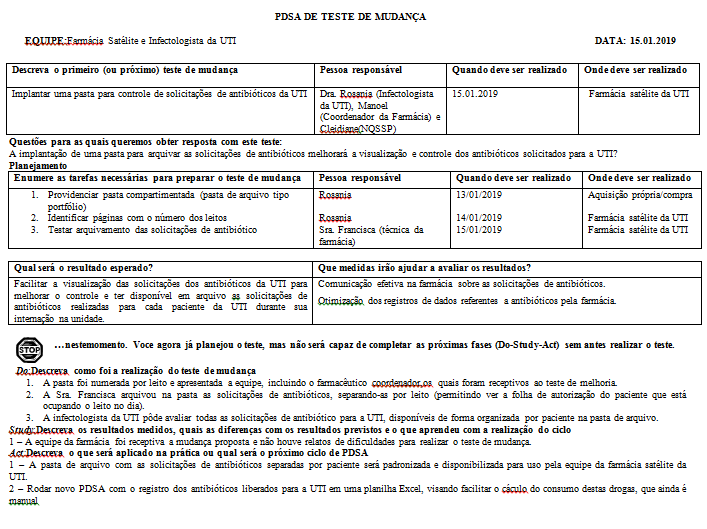 PDSA DE TESTE DE MUDANÇA
EQUIPE:Farmácia Satélite e Infectologista da UTI DATA: 15.01.2019
Descreva o primeiro (ou próximo) teste de mudança Pessoa responsável Quando deve ser realizado Onde deve ser realizado
Implantar uma pasta para controle de solicitações de antibióticos da UTI Dra. Rosania (Infectologista 15.01.2019 Farmácia satélite da UTI
da UTI), Manoel
(Coordenador da Farmácia) e
Cleidiane(NQSSP)
Questões para as quais queremos obter resposta com este teste:
A implantação de uma pasta para arquivar as solicitações de antibióticos melhorará a visualização e controle dos antibióticos solicitados para a UTI?
Planejamento
Enumere as tarefas necessárias para preparar o teste de mudança Pessoa responsável Quando deve ser realizado Onde deve ser realizado
1. Providenciar pasta compartimentada (pasta de arquivo tipo Rosania 13/01/2019 Aquisição própria/compra
portfólio)
2. Identificar páginas com o número dos leitos Rosania 14/01/2019 Farmácia satélite da UTI
3. Testar arquivamento das solicitações de antibiótico Sra. Francisca (técnica da 15/01/2019 Farmácia satélite da UTI
farmácia)
Qual será o resultado esperado? Que medidas irão ajudar a avaliar os resultados?
Facilitar a visualização das solicitações dos antibióticos da UTI para Comunicação efetiva na farmácia sobre as solicitações de antibióticos.
melhorar o controle e ter disponível em arquivo as solicitações de
antibióticos realizadas para cada paciente da UTI durante sua Otimização dos registros de dados referentes a antibióticos pela farmácia.
internação na unidade.
STOP
…nestemomento. Voce agora já planejou o teste, mas não será capaz de completar as próximas fases (Do-Study-Act) sem antes realizar o teste.
Do:Descreva como foi a realização do teste de mudança
1. A pasta foi numerada por leito e apresentada a equipe, incluindo o farmacêutico coordenador,os quais foram receptivos ao teste de melhoria.
2. A Sra. Francisca arquivou na pasta as solicitações de antibióticos, separando-as por leito (permitindo ver a folha de autorização do paciente que está
ocupando o leito no dia).
3. A infectologista da UTI pôde avaliar todas as solicitações de antibiótico para a UTI, disponíveis de forma organizada por paciente na pasta de arquivo.
Study:Descreva os resultados medidos, quais as diferenças com os resultados previstos e o que aprendeu com a realização do ciclo
1 – A equipe da farmácia foi receptiva a mudança proposta e não houve relatos de dificuldades para realizar o teste de mudança.
Act:Descreva o que será aplicado na prática ou qual será o próximo ciclo de PDSA
1 – A pasta de arquivo com as solicitações de antibióticos separadas por paciente será padronizada e disponibilizada para uso pela equipe da farmácia satélite da
UTI.
2 – Rodar novo PDSA com o registro dos antibióticos liberados para a UTI em uma planilha Excel, visando facilitar o cáculo do consumo destas drogas, que ainda é
manual